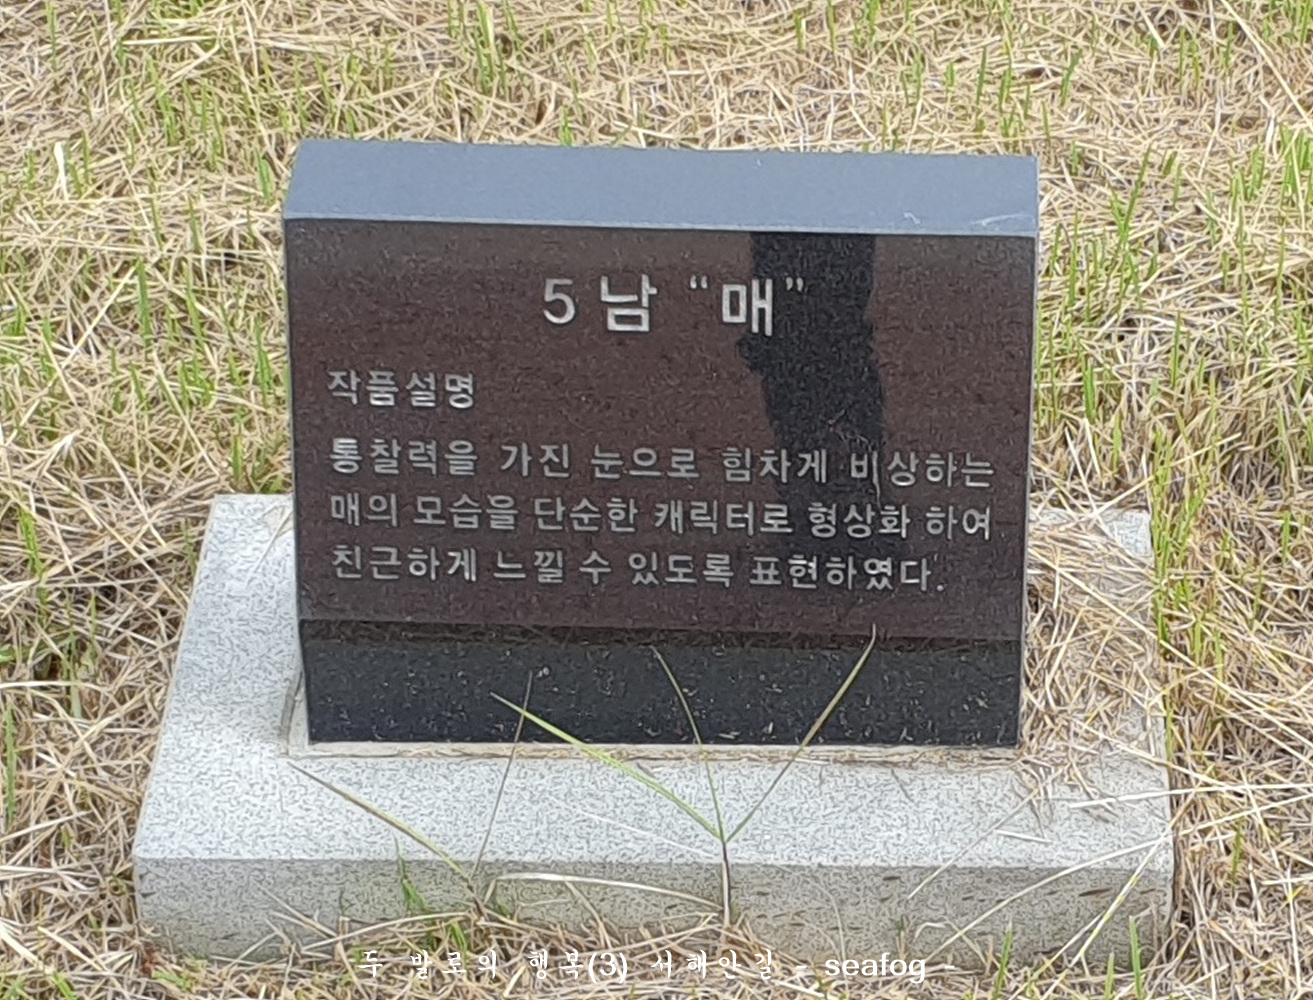 5남 “매”
작품설명
통찰력을 가진 눈으로 힘차게 비상하는
매의 모습을 단순한 캐릭터로 형상화 하여
친근하게 느낄 수 있도록 표현하였다.
두 발로의 행복(3) 서해안길 - seafog -